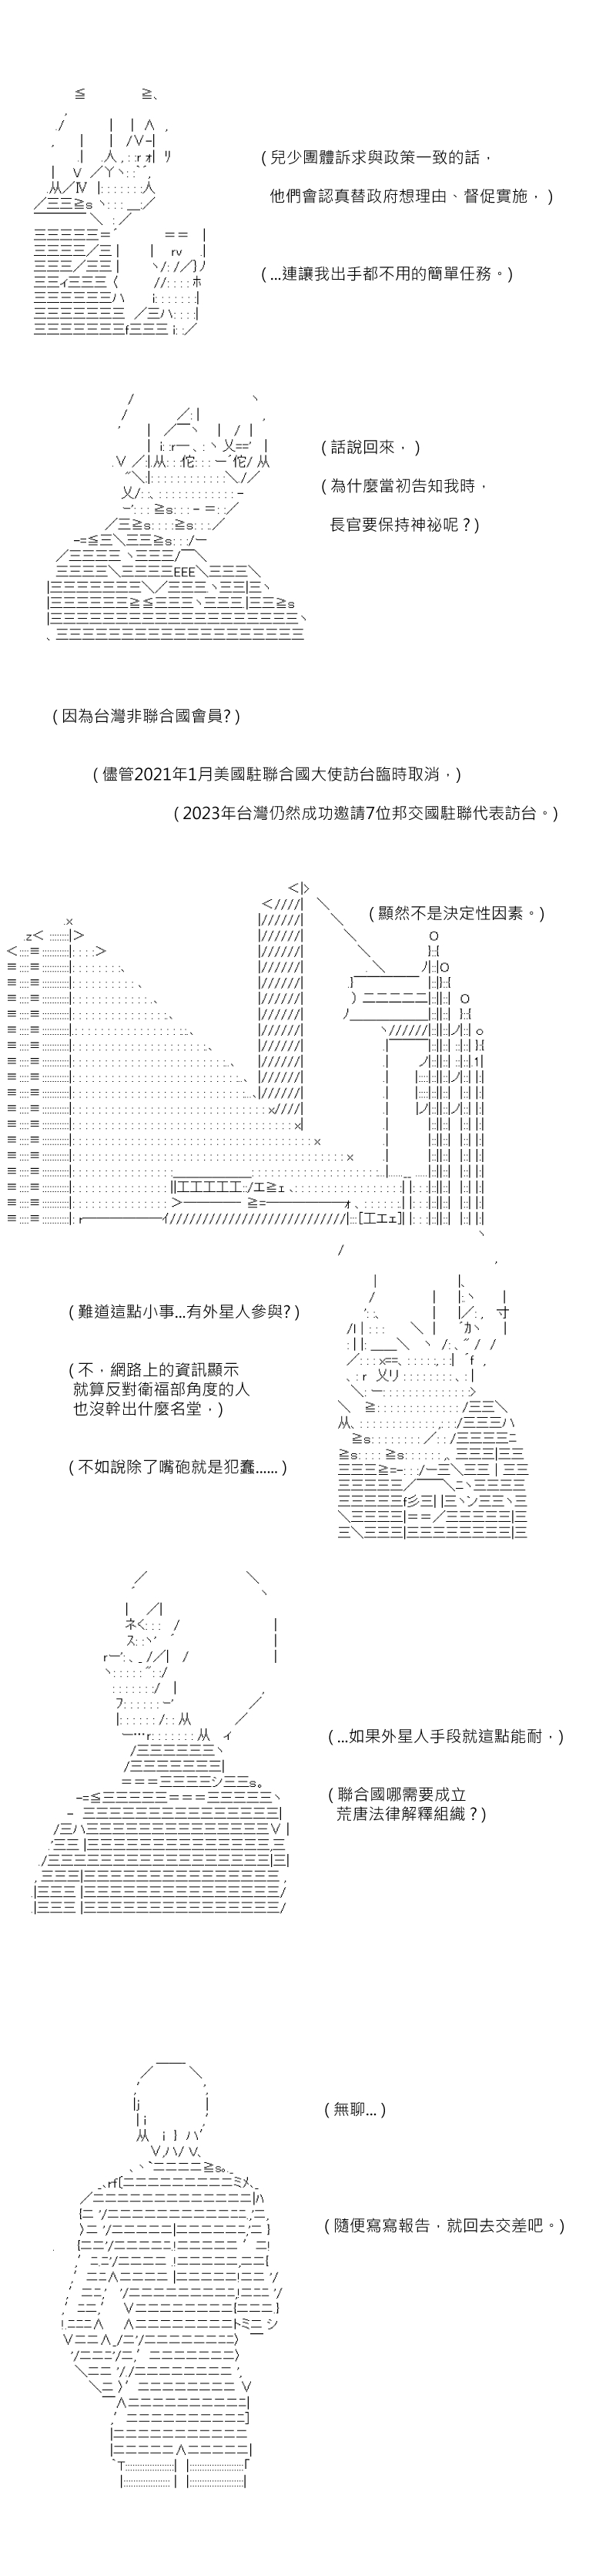 ( 兒少團體訴求與政策一致的話，
他們會認真替政府想理由、督促實施，)
( ...連讓我出手都不用的簡單任務。)
( 話說回來，)
( 為什麼當初告知我時，
長官要保持神祕呢？)
( 因為台灣非聯合國會員? )
( 儘管2021年1月美國駐聯合國大使訪台臨時取消，)
( 2023年台灣仍然成功邀請7位邦交國駐聯代表訪台。)
( 顯然不是決定性因素。)
( 難道這點小事...有外星人參與? )
( 不，網路上的資訊顯示
就算反對衛福部角度的人
也沒幹出什麼名堂，)
( 不如說除了嘴砲就是犯蠢...... )
( ...如果外星人手段就這點能耐，)
( 聯合國哪需要成立
荒唐法律解釋組織？)
( 無聊... )
( 隨便寫寫報告，就回去交差吧。)